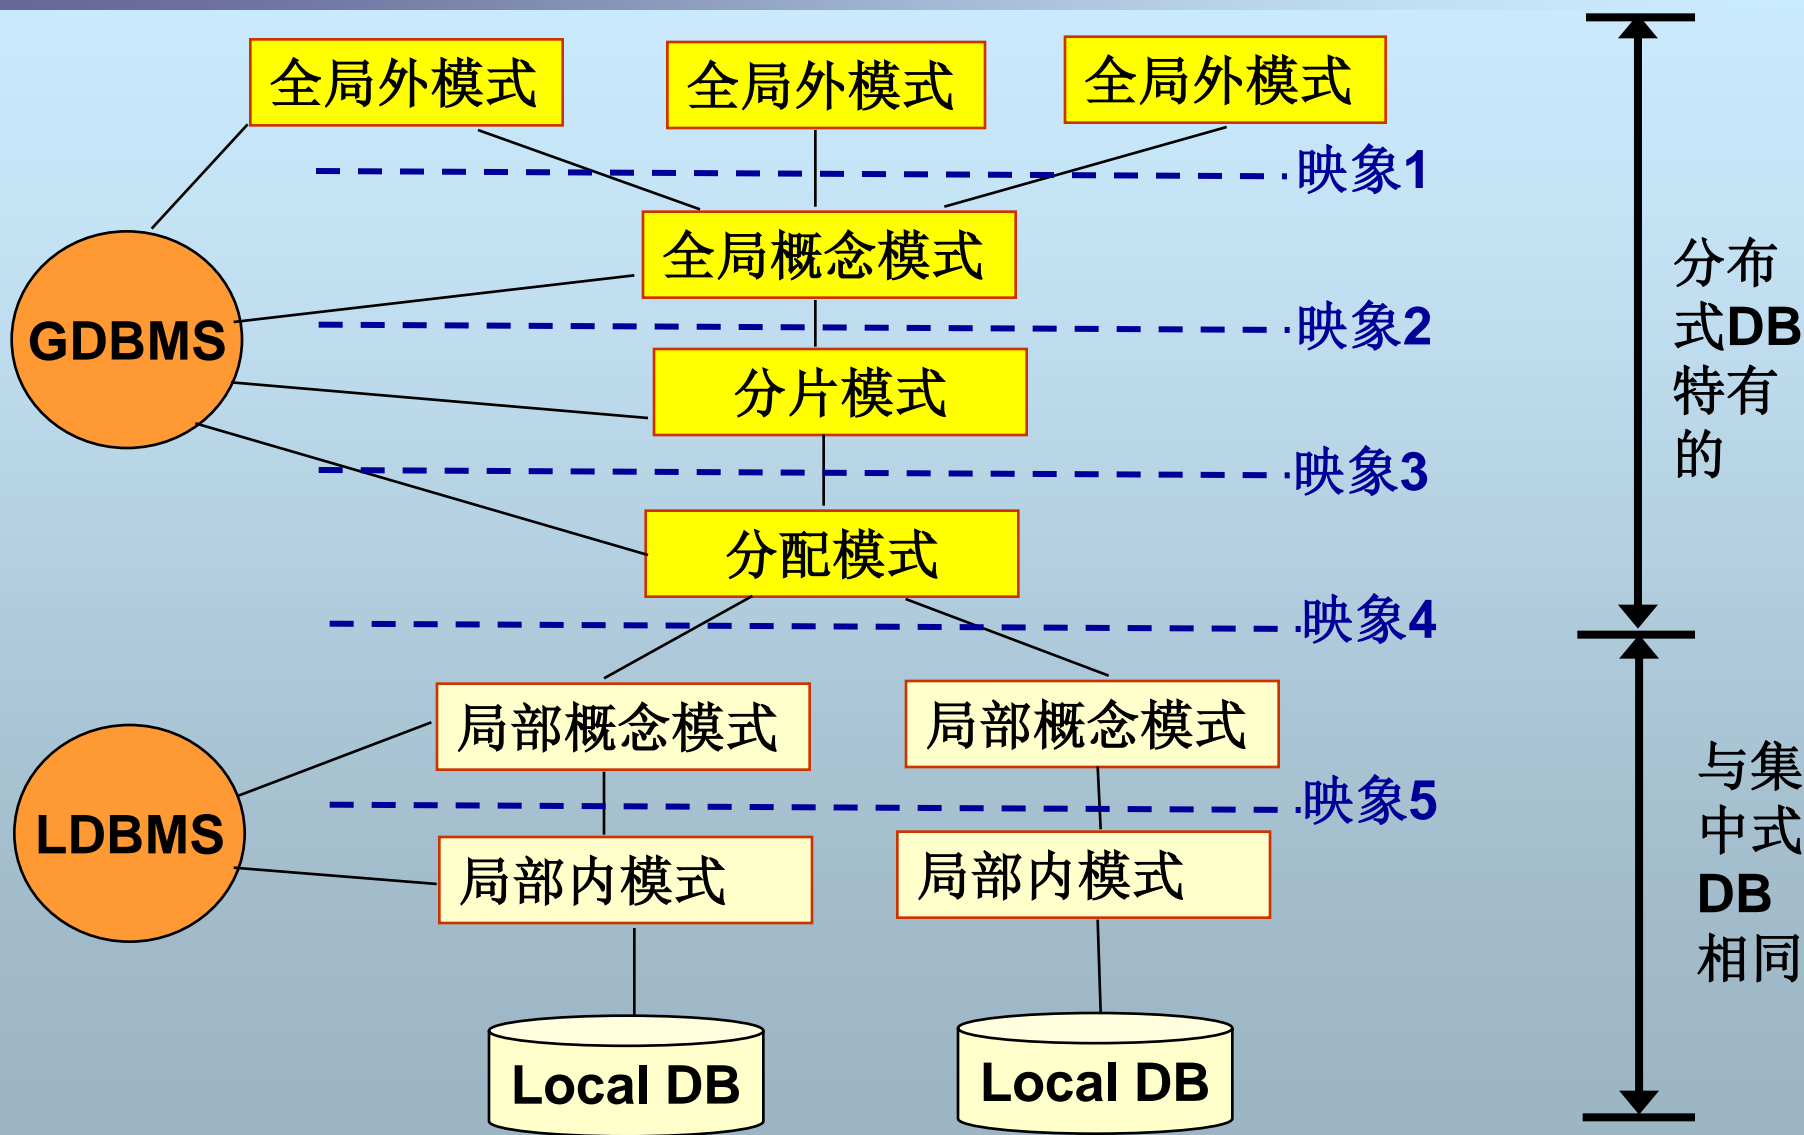 全局外模式
全局外模式
全局外模式
映象1
全局概念模式
GDBMS
映象2
分片模式
映象3
分配模式
映象4
分布
式DB
特有
的
局部概念模式
局部概念模式
LDBMS
映象5
局部内模式
局部内模式
Local DB
Local DB
与集
中式
DB
相同